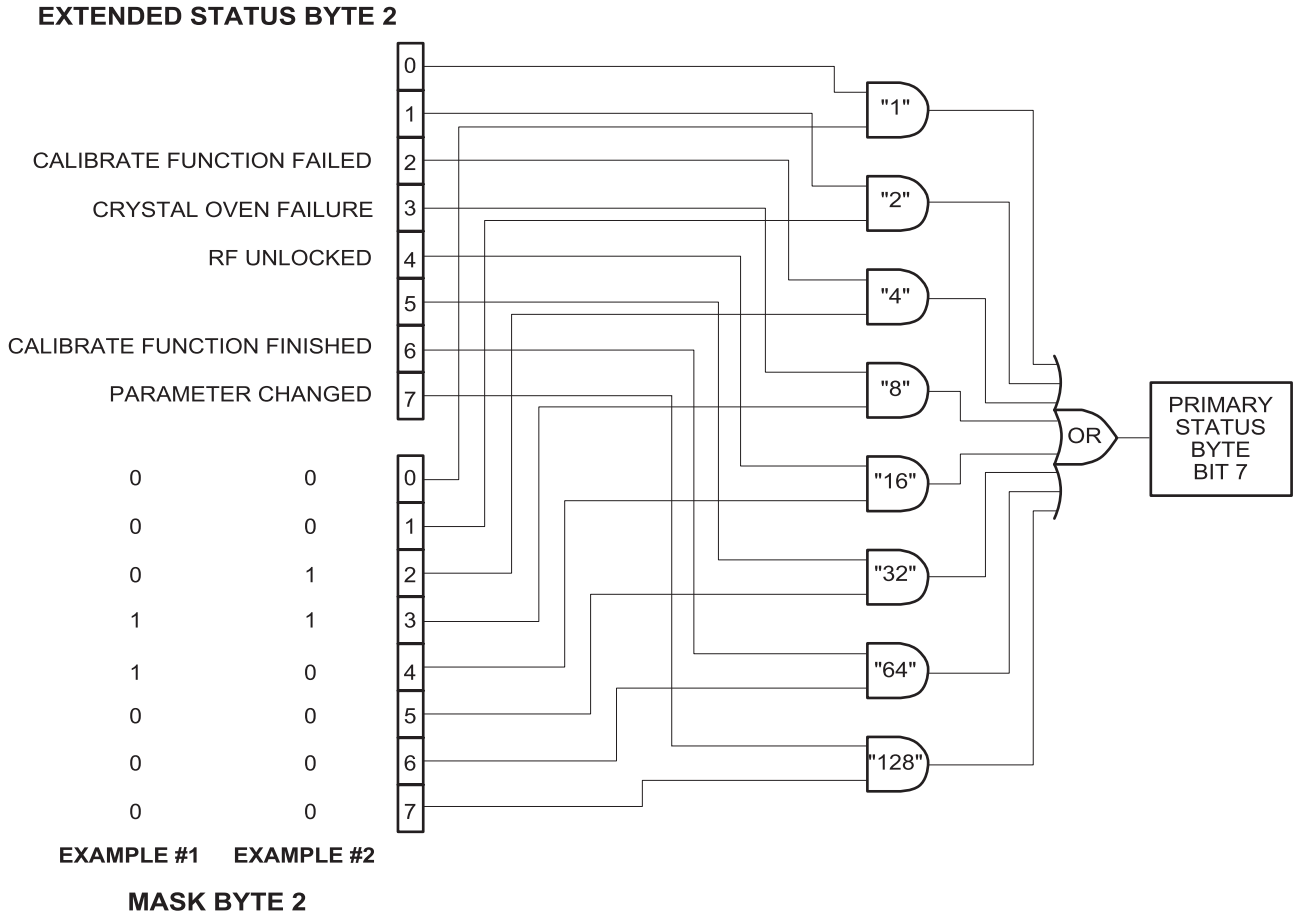 EXTENDED STATUS BYTE 2
0
1
CALIBRATE FUNCTION FAILED 2
CRYSTAL OVEN FAILURE 3
RF UNLOCKED 4
5
CALIBRATE FUNCTION FINISHED 6
PARAMETER CHANGED 7
"1"
"2"
"4"
"8"
"16"
"32"
"64"
"128"
OR
PRIMARY
STATUS
BYTE
BIT 7
0 0 0
0 0 1
0 1 2
1 1 3
1 0 4
0 0 5
0 0 6
0 0 7
EXAMPLE #1 EXAMPLE #2
MASK BYTE 2